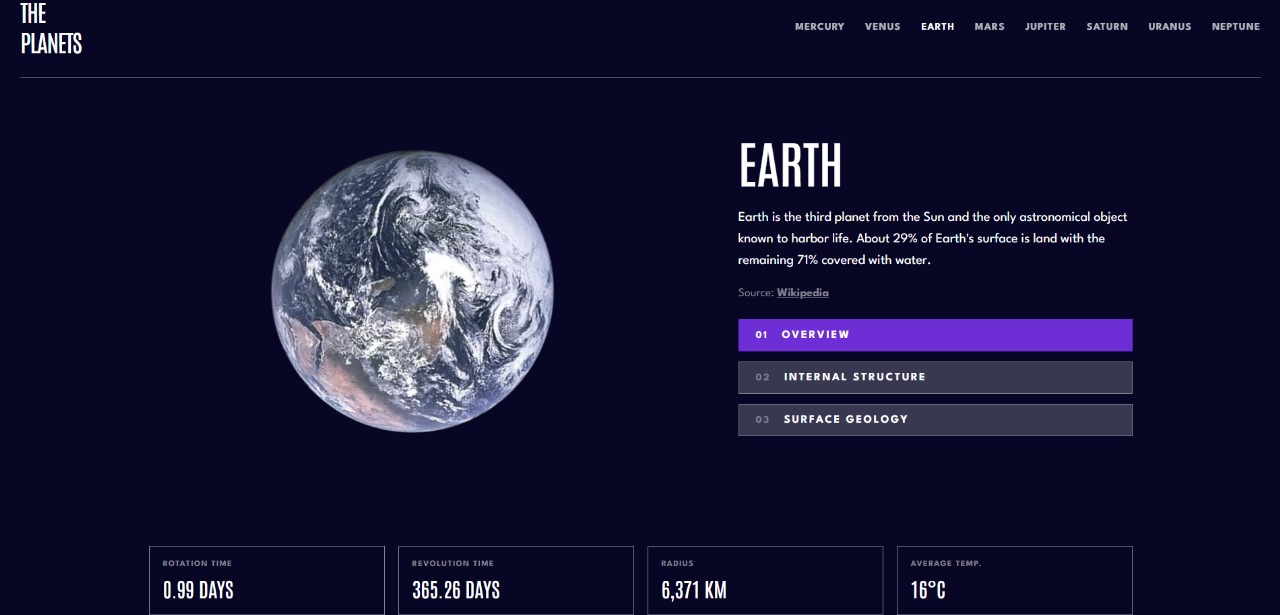 THE
PLANETS
MERCURY VENUS EARTH MARS JUPITER SATURN URANUS NEPTUNE
EARTH
Earth is the third planet from the Sun and the only astronomical object
known to harbor life. About 29% of Earth's surface is land with the
remaining 71% covered with water.
Source: Wikipedia
01 OVERVIEW
02 INTERNAL STRUCTURE
03 SURFACE GEOLOGY
ROTATION TIME
0.99 DAYS
REVOLUTION TIME
365.26 DAYS
RADIUS
6,371 KM
AVERAGE TEMP.
16°C